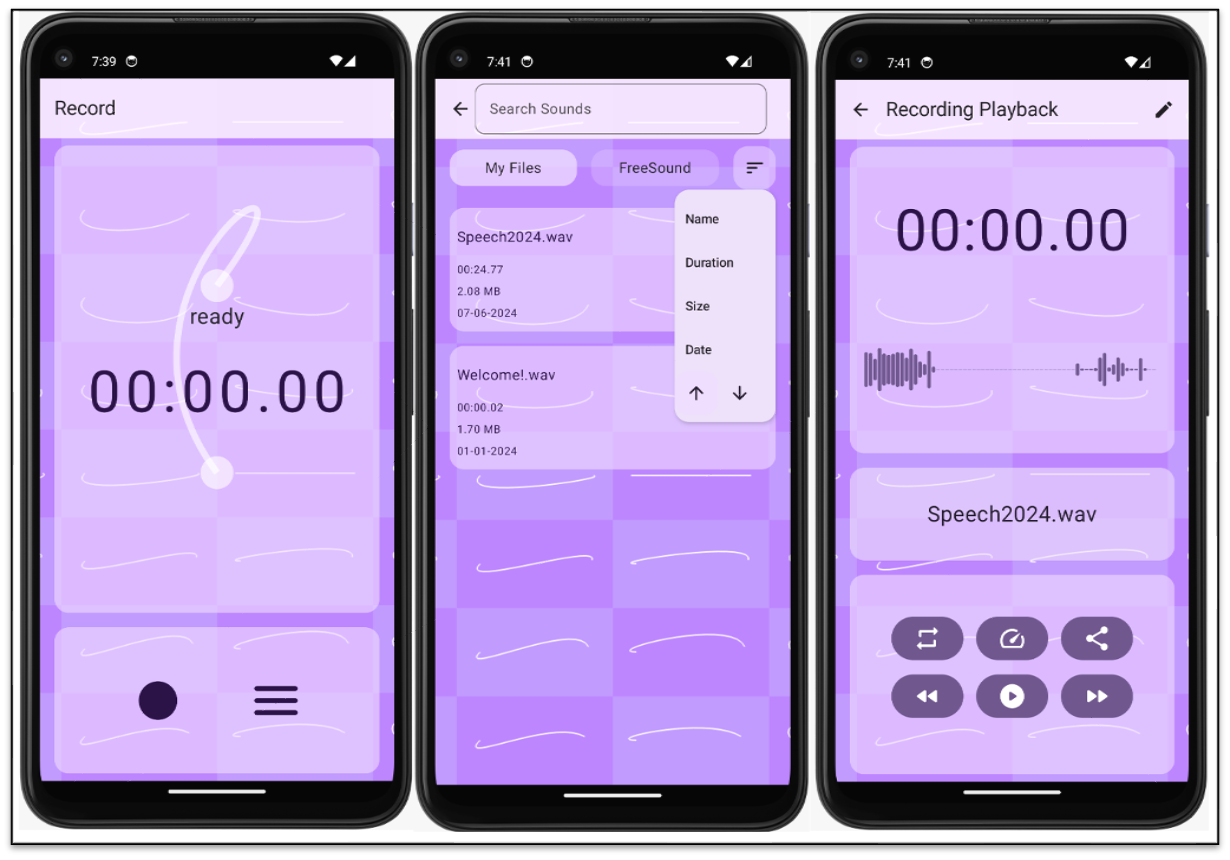 7:39
Record
ready
00:00.00
7:41
Search Sounds
My Files
FreeSound
Name
Duration
Size
Date
Speech2024.wav
00:24.77
2.08 MB
07-06-2024
Welcome!.wav
00:00.02
1.70 MB
01-01-2024
7:41
Recording Playback
00:00.00
Speech2024.wav